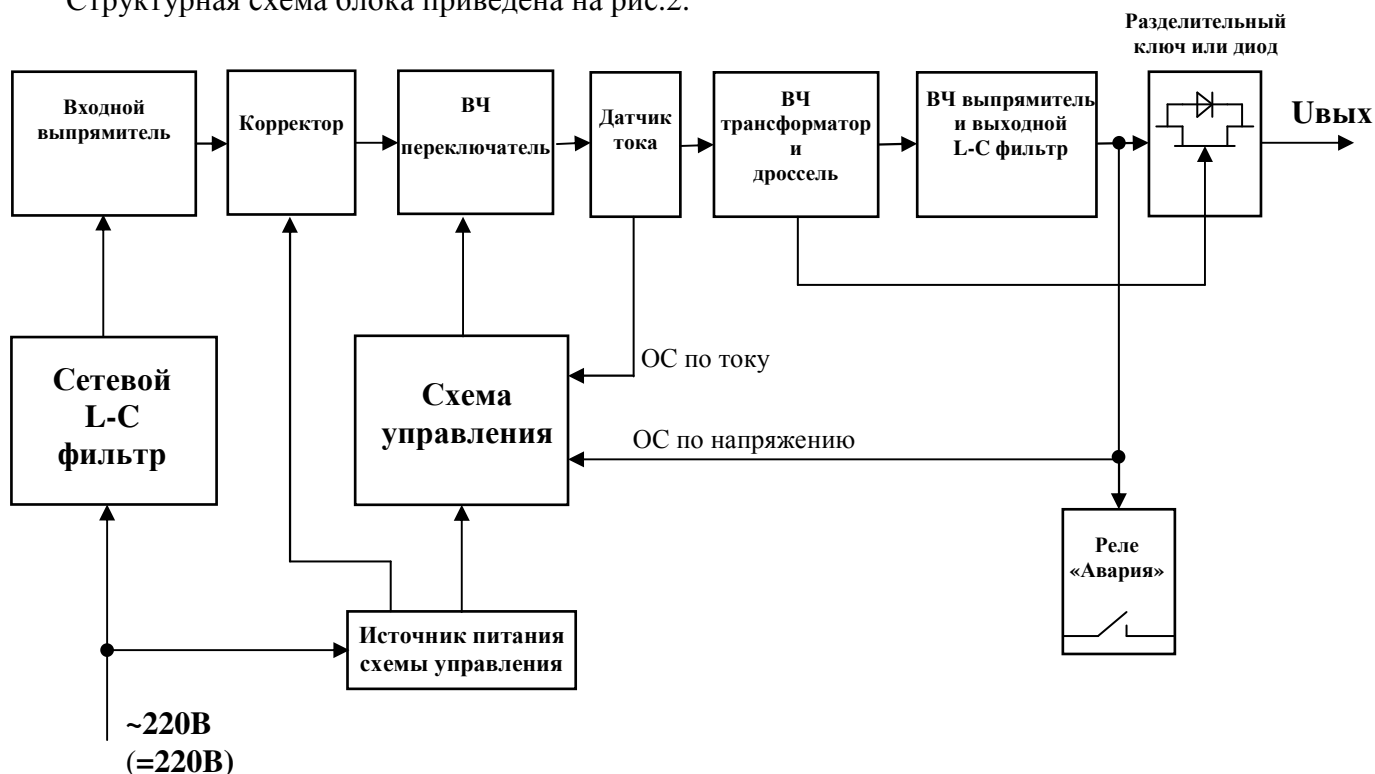 Структурная схема блока приведена на рис.2.
Разделительный
ключ или диод
Входной
выпрямитель
Корректор
ВЧ
переключатель
Датчик
тока
ВЧ
трансформатор
и
дроссель
ВЧ выпрямитель
и выходной
L-C фильтр
Uвых
Сетевой
L-C
фильтр
Схема
управления
ОС по току
ОС по напряжению
Реле
«Авария»
Источник питания
схемы управления
~220В
(=220В)